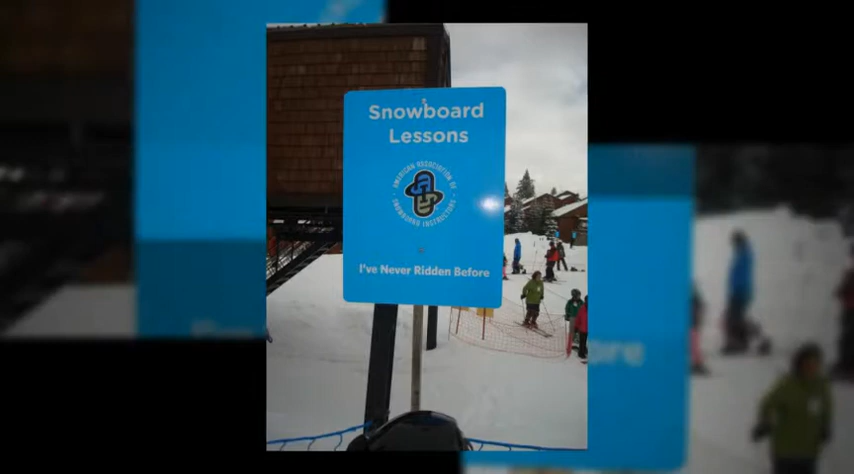 Snowboard
Lessons
AMERICAN ASSOCIATION OF
SNOWBOARD INSTRUCTORS
I've Never Ridden Before